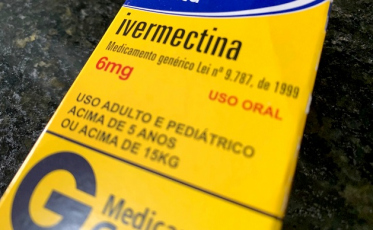 ivermectina
Medicamento genérico Lei nº 9.787, de 1999
6mg
USO ORAL
USO ADULTO E PEDIÁTRICO
ACIMA DE 5 ANOS
OU ACIMA DE 15KG
G
Medica